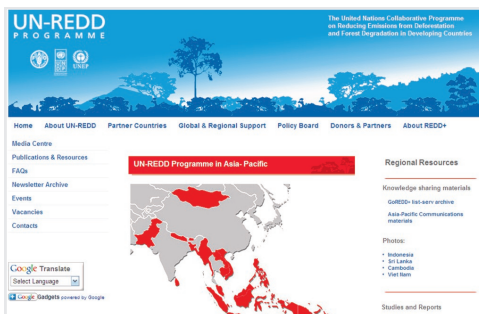 UN-REDD
PROGRAMME
The United Nations Collaborative Programme
on Reducing Emissions from Deforestation
and Forest Degradation in Developing Countries
UNEP
Home About UN-REDD Partner Countries Global & Regional Support Policy Board Donors & Partners About REDD+
Media Centre
Publications & Resources
FAQs
Newsletter Archive
Events
Vacancies
Contacts
Google Translate
Select Language
Google Gadgets powered by Google
UN-REDD Programme in Asia- Pacific
Regional Resources
Knowledge sharing materials
GoREDD+ list-serv archive
Asia-Pacific Communications
materials
Photos:
Indonesia
Sri Lanka
Cambodia
Viet Nam
Studies and Reports